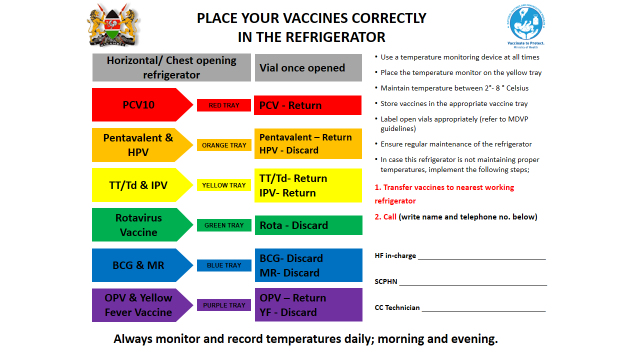 PLACE YOUR VACCINES CORRECTLY
IN THE REFRIGERATOR
Vaccinate to Protect
Ministry of Health
Horizontal/ Chest opening
refrigerator
Vial once opened
PCV10
RED TRAY
PCV - Return
Pentavalent &
HPV
ORANGE TRAY
Pentavalent – Return
HPV - Discard
TT/Td & IPV
YELLOW TRAY
TT/Td- Return
IPV- Return
Rotavirus
Vaccine
GREEN TRAY
Rota - Discard
BCG & MR
BLUE TRAY
BCG- Discard
MR- Discard
OPV & Yellow
Fever Vaccine
PURPLE TRAY
OPV – Return
YF - Discard
• Use a temperature monitoring device at all times
• Place the temperature monitor on the yellow tray
• Maintain temperature between 2°- 8 ° Celsius
• Store vaccines in the appropriate vaccine tray
• Label open vials appropriately (refer to MDVP
guidelines)
• Ensure regular maintenance of the refrigerator
• In case this refrigerator is not maintaining proper
temperatures, implement the following steps;
1. Transfer vaccines to nearest working
refrigerator
2. Call (write name and telephone no. below)
HF in-charge
SCPHN
CC Technician
Always monitor and record temperatures daily; morning and evening.